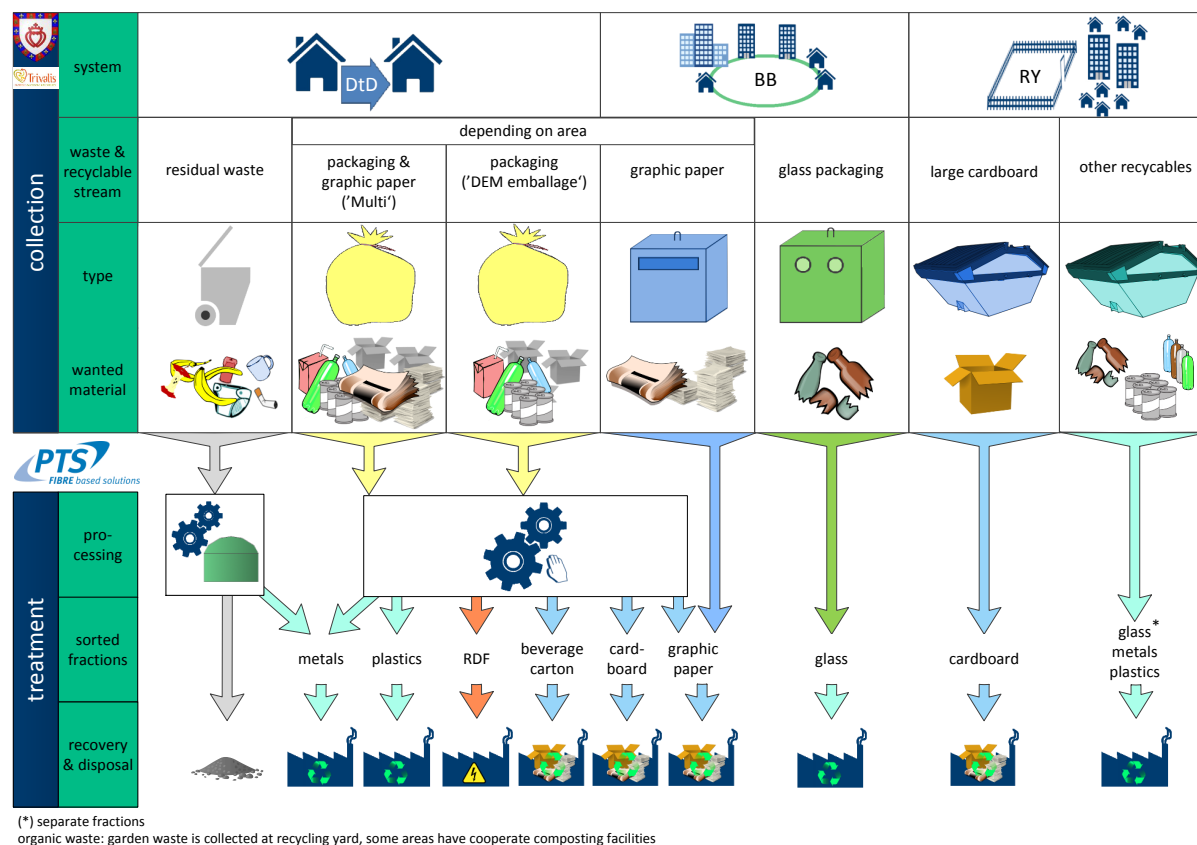 Trivalis
collection
system
DtD
BB
RY
depending on area
waste &
recyclable
stream
residual waste
packaging &
graphic paper
('Multi‘)
packaging
('DEM emballage‘)
graphic paper
glass packaging
large cardboard
other recycables
type
wanted
material
PTS
FIBRE based solutions
treatment
pro-
cessing
sorted
fractions
metals
plastics
RDF
beverage
carton
card-
board
graphic
paper
glass
cardboard
glass*
metals
plastics
recovery
& disposal
(*) separate fractions
organic waste: garden waste is collected at recycling yard, some areas have cooperate composting facilities